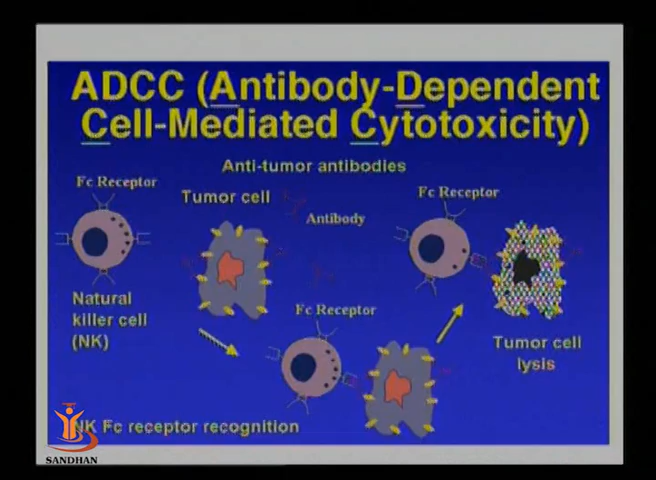 ADCC (Antibody-Dependent
Cell-Mediated Cytotoxicity)
Anti-tumor antibodies
Fc Receptor
Tumor cell
Antibody
Fc Receptor
Natural
killer cell
(NK)
Fc Receptor
Tumor cell
lysis
NK Fc receptor recognition
SANDHAN